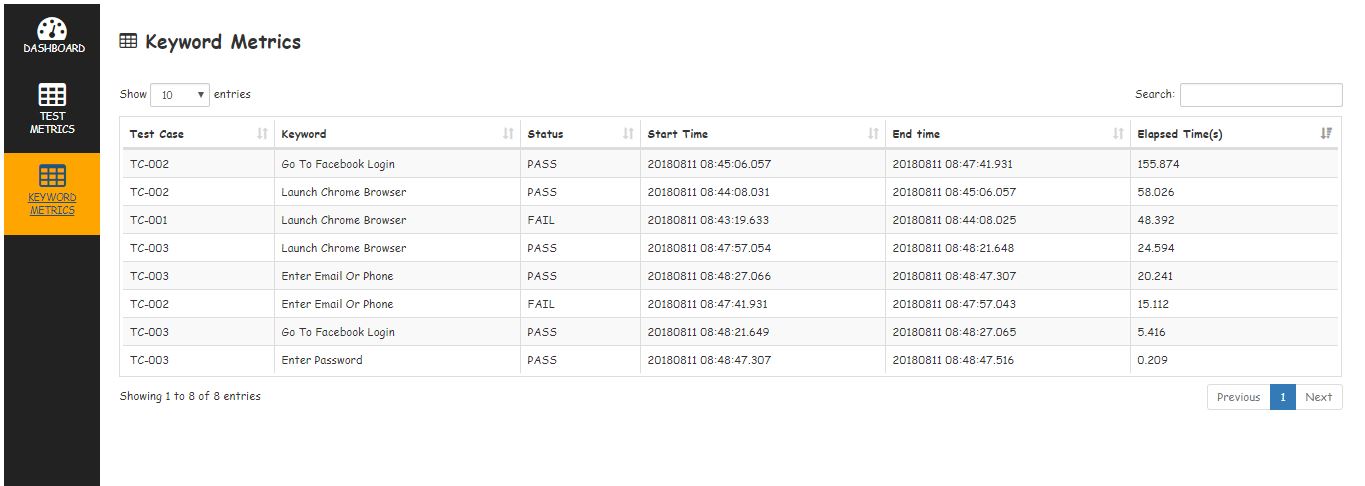 DASHBOARD
TEST
METRICS
KEYWORD
METRICS
Keyword Metrics
Show 10 entries
Search:
Test Case Keyword Status Start Time End time Elapsed Time(s)
TC-002 Go To Facebook Login PASS 20180811 08:45:06.057 20180811 08:47:41.931 155.874
TC-002 Launch Chrome Browser PASS 20180811 08:44:08.031 20180811 08:45:06.057 58.026
TC-001 Launch Chrome Browser FAIL 20180811 08:43:19.633 20180811 08:44:08.025 48.392
TC-003 Launch Chrome Browser PASS 20180811 08:47:57.054 20180811 08:48:21.648 24.594
TC-003 Enter Email Or Phone PASS 20180811 08:48:27.066 20180811 08:48:47.307 20.241
TC-002 Enter Email Or Phone FAIL 20180811 08:47:41.931 20180811 08:47:57.043 15.112
TC-003 Go To Facebook Login PASS 20180811 08:48:21.649 20180811 08:48:27.065 5.416
TC-003 Enter Password PASS 20180811 08:48:47.307 20180811 08:48:47.516 0.209
Showing 1 to 8 of 8 entries
Previous 1 Next